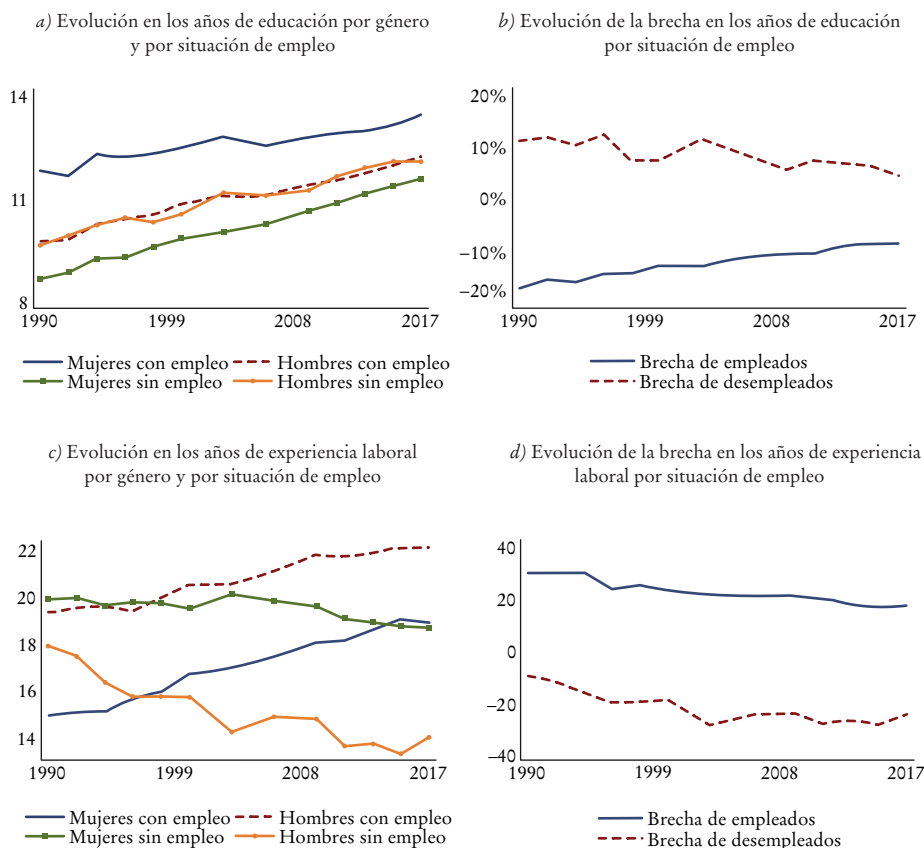 a) Evolución en los años de educación por género
y por situación de empleo
14
11
8
1990 1999 2008 2017
Mujeres con empleo Hombres con empleo
Mujeres sin empleo Hombres sin empleo
b) Evolución de la brecha en los años de educación
por situación de empleo
20%
10%
0%
−10%
−20%
1990 1999 2008 2017
Brecha de empleados
Brecha de desempleados
c) Evolución en los años de experiencia laboral
por género y por situación de empleo
22
20
18
16
14
1990 1999 2008 2017
Mujeres con empleo Hombres con empleo
Mujeres sin empleo Hombres sin empleo
d) Evolución de la brecha en los años de experiencia
laboral por situación de empleo
40
20
0
−20
−40
1990 1999 2008 2017
Brecha de empleados
Brecha de desempleados